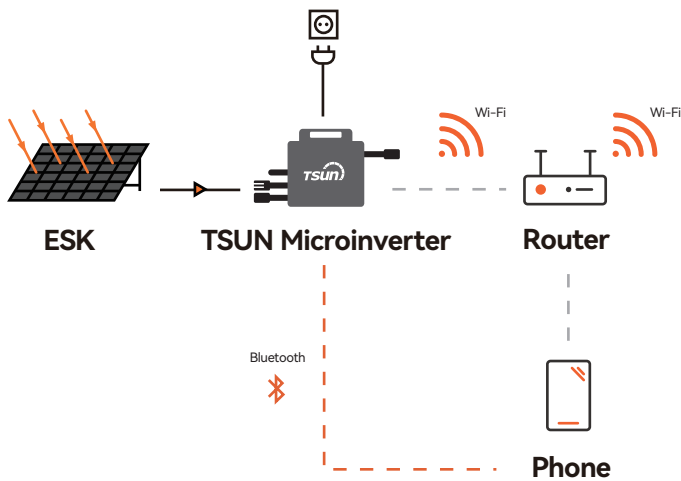 Wi-Fi
Wi-Fi
TSUN
ESK
TSUN Microinverter
Router
Bluetooth
Phone